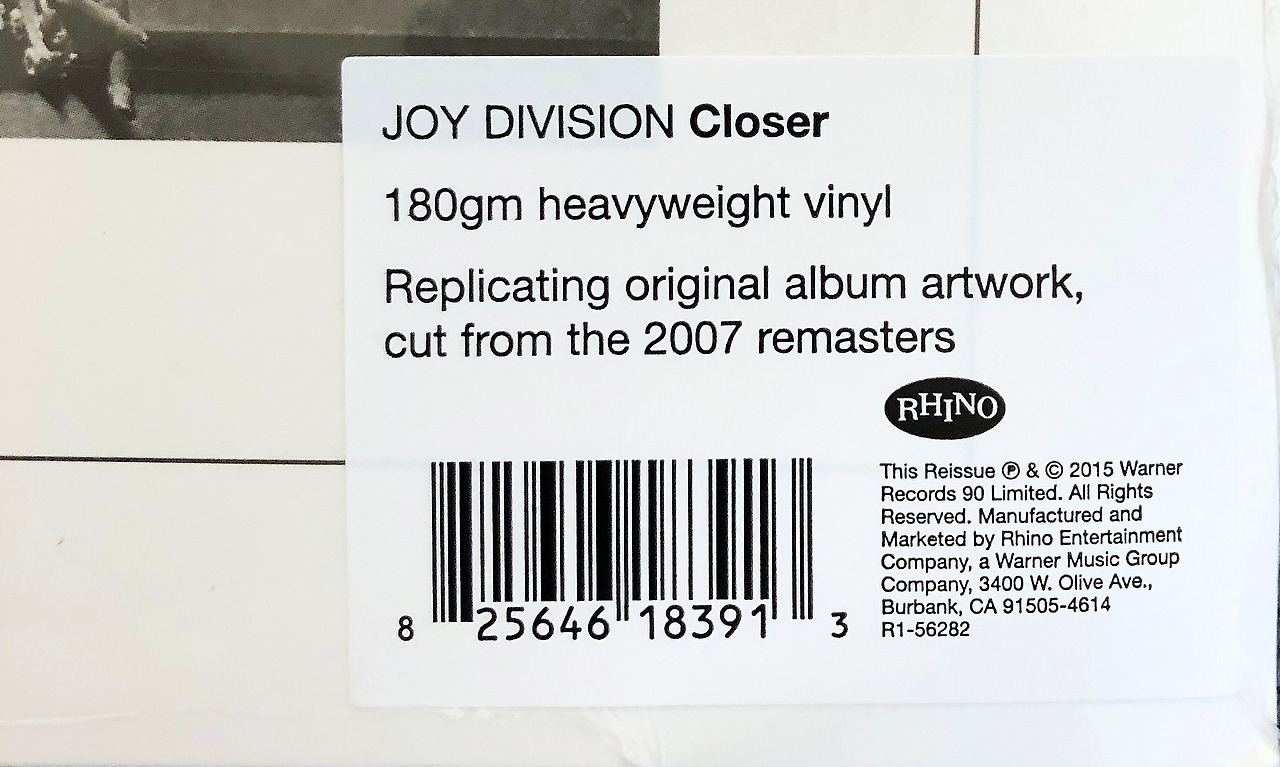 JOY DIVISION Closer
180gm heavyweight vinyl
Replicating original album artwork,
cut from the 2007 remasters
RHINO
This Reissue ℗ & © 2015 Warner
Records 90 Limited. All Rights
Reserved. Manufactured and
Marketed by Rhino Entertainment
Company, a Warner Music Group
Company, 3400 W. Olive Ave.,
Burbank, CA 91505-4614
R1-56282
8 25646 18391 3